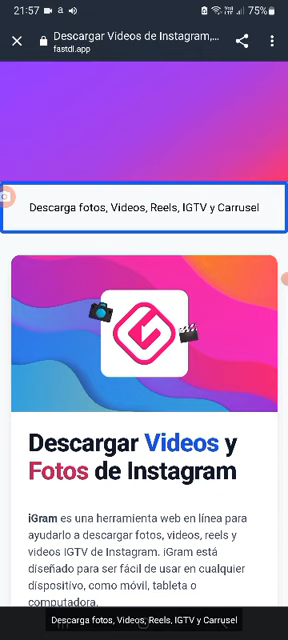 21:57 a 75%
Descargar Videos de Instagram,...
fastdl.app
Descarga fotos, Videos, Reels, IGTV y Carrusel
Descargar Videos y
Fotos de Instagram
iGram es una herramienta web en línea para
ayudarlo a descargar fotos, videos, reels y
videos IGTV de Instagram. iGram está
diseñado para ser fácil de usar en cualquier
dispositivo, como móvil, tableta o
computadora.
Descarga fotos, Videos, Reels, IGTV y Carrusel